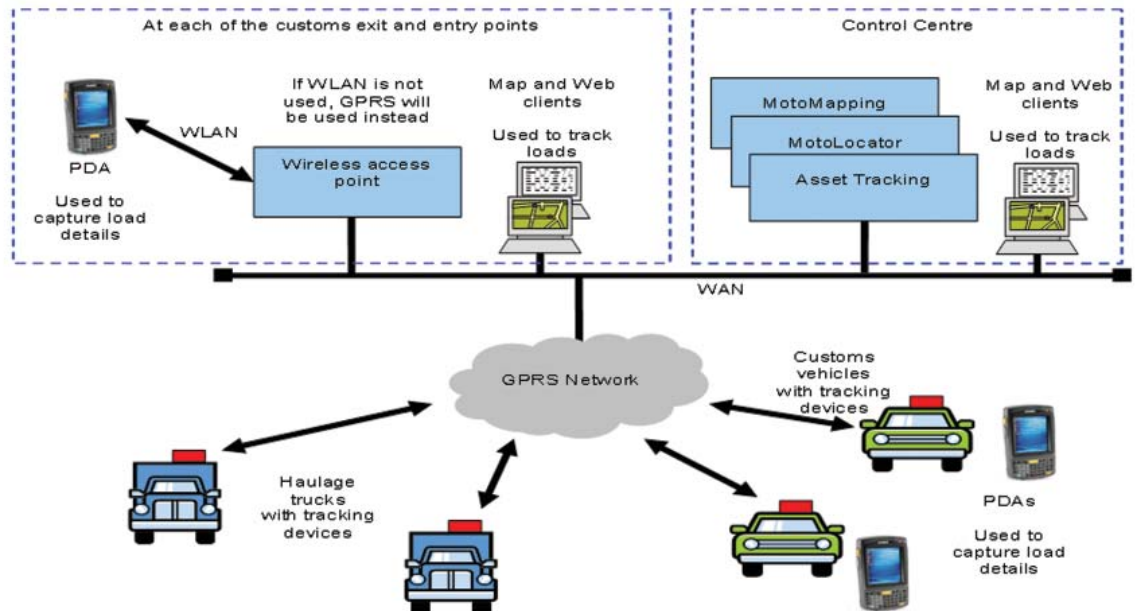 At each of the customs exit and entry points
If WLAN is not
used, GPRS will
be used instead
Map and Web
clients
Used to track
loads
WLAN
PDA
Used to
capture load
details
Wireless access
point
Control Centre
MotoMapping
MotoLocator
Asset Tracking
Map and Web
clients
Used to track
loads
WAN
GPRS Network
Customs
vehicles
with tracking
devices
Haulage
trucks
with tracking
devices
PDAs
Used to
capture load
details